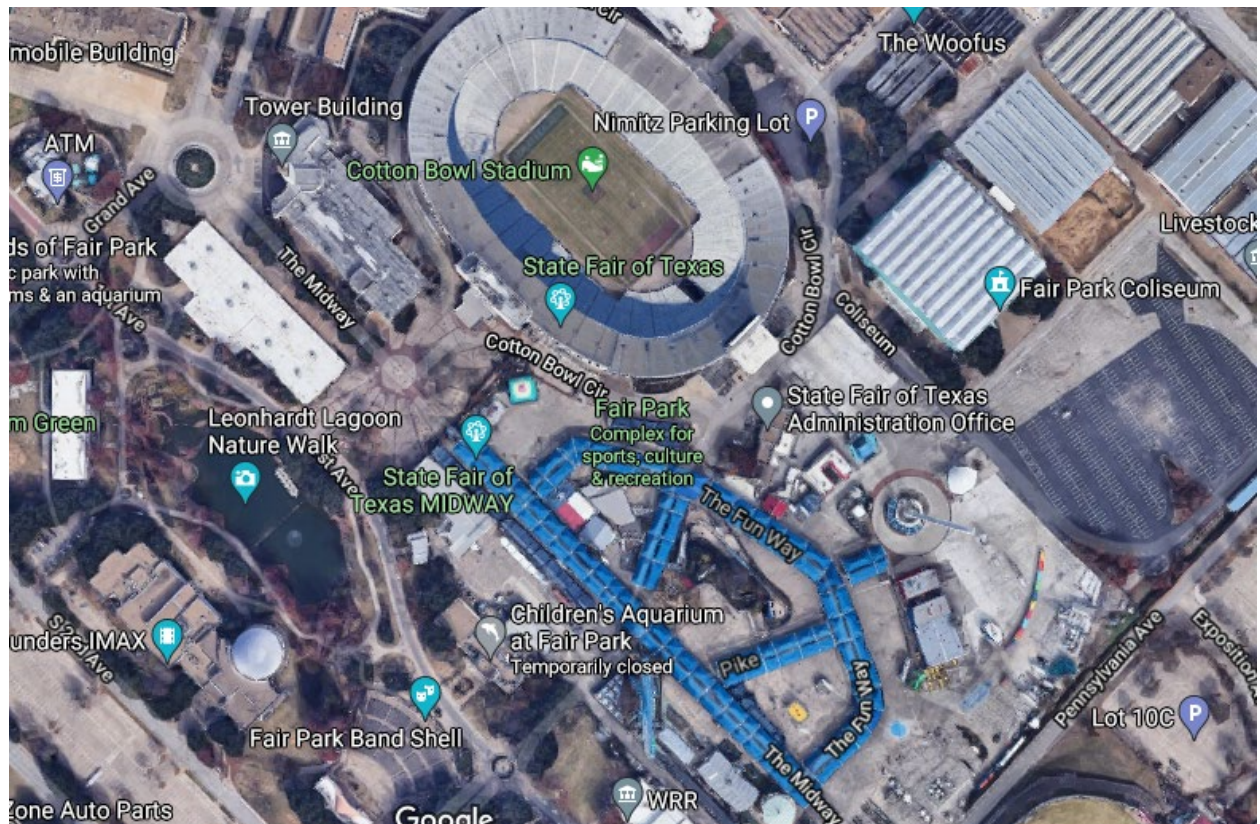 mobile Building
The Woofus
Tower Building
Nimitz Parking Lot
ATM
Cotton Bowl Stadium
Grand Ave
Livestock
ds of Fair Park
c park with
ms & an aquarium
The Midway
State Fair of Texas
Cotton Bowl Cir
Fair Park Coliseum
Coliseum
Cotton Bowl Cir
State Fair of Texas
Administration Office
m Green
Leonhardt Lagoon
Nature Walk
st Ave
Fair Park
Complex for
sports, culture
& recreation
State Fair of
Texas MIDWAY
The Fun Way
Children's Aquarium
at Fair Park
Temporarily closed
unders IMAX
Pike
The Fun Way
Pennsylvania Ave
Expositio
Lot 10C
Fair Park Band Shell
The Midway
WRR
Zone Auto Parts
Google